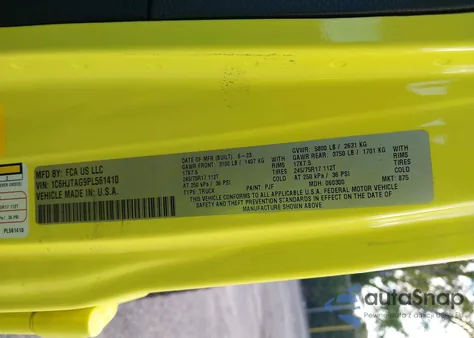 MFD BY: FCA US LLC
VIN: 1C6HJTAG9PL561410
VEHICLE MADE IN: U.S.A.
TYPE: TRUCK
DATE OF MFR (BUILT): 6-23
GAWR FRONT: 3100 LB / 1407 KG WITH
17X7.5 RIMS
245/75R17 112T TIRES
AT 250 kPa / 36 PSI COLD
PAINT: PJF MDH: 060300 MKT: 875
GVWR: 5800 LB / 2631 KG
GAWR REAR: 3750 LB / 1701 KG WITH
17X7.5 RIMS
245/75R17 112T TIRES
AT 250 kPa / 36 PSI COLD
THIS VEHICLE CONFORMS TO ALL APPLICABLE U.S.A. FEDERAL MOTOR VEHICLE
SAFETY STANDARDS IN EFFECT ON THE DATE OF
MANUFACTURE SHOWN ABOVE
PL561410
autoSnap